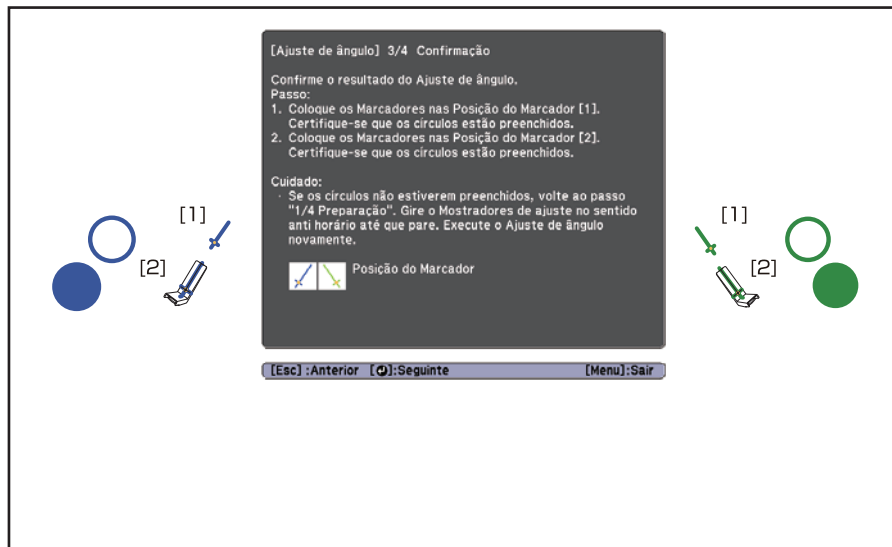 [Ajuste de ângulo] 3/4 Confirmação
Confirme o resultado do Ajuste de ângulo.
Passo:
1. Coloque os Marcadores nas Posição do Marcador [1].
Certifique-se que os círculos estão preenchidos.
2. Coloque os Marcadores nas Posição do Marcador [2].
Certifique-se que os círculos estão preenchidos.
Cuidado:
· Se os círculos não estiverem preenchidos, volte ao passo
"1/4 Preparação". Gire o Mostradores de ajuste no sentido
anti horário até que pare. Execute o Ajuste de ângulo
novamente.
Posição do Marcador
[Esc] :Anterior [⏎]:Seguinte [Menu]:Sair
[1]
[2]
[1]
[2]